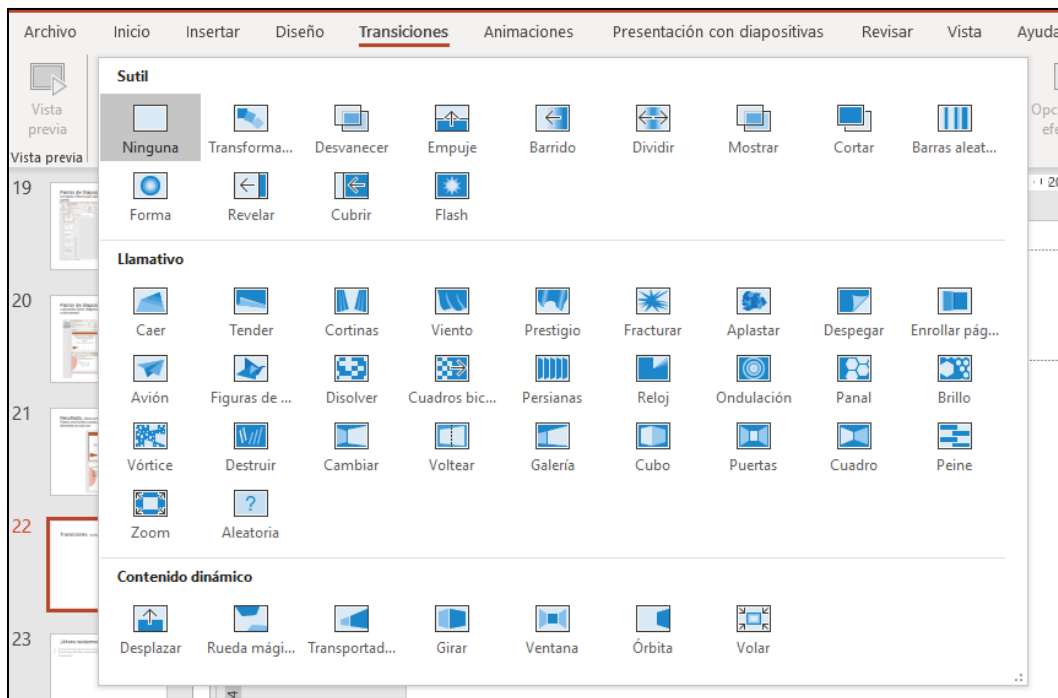 Archivo Inicio Insertar Diseño Transiciones Animaciones Presentación con diapositivas Revisar Vista Ayuda
Vista
previa
Vista previa
Sutil
Ninguna Transforma... Desvanecer Empuje Barrido Dividir Mostrar Cortar Barras aleat...
Forma Revelar Cubrir Flash
Llamativo
Caer Tender Cortinas Viento Prestigio Fracturar Aplastar Despegar Enrollar pág...
Avión Figuras de ... Disolver Cuadros bic... Persianas Reloj Ondulación Panal Brillo
Vórtice Destruir Cambiar Voltear Galería Cubo Puertas Cuadro Peine
Zoom Aleatoria
Contenido dinámico
Desplazar Rueda mági... Transportad... Girar Ventana Órbita Volar
19
20
21
22
23